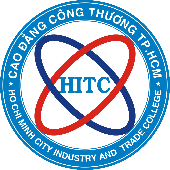 CAO ĐẲNG CÔNG THƯƠNG TP.HCM
HITC
★ HO CHI MINH CITY INDUSTRY AND TRADE COLLEGE ★